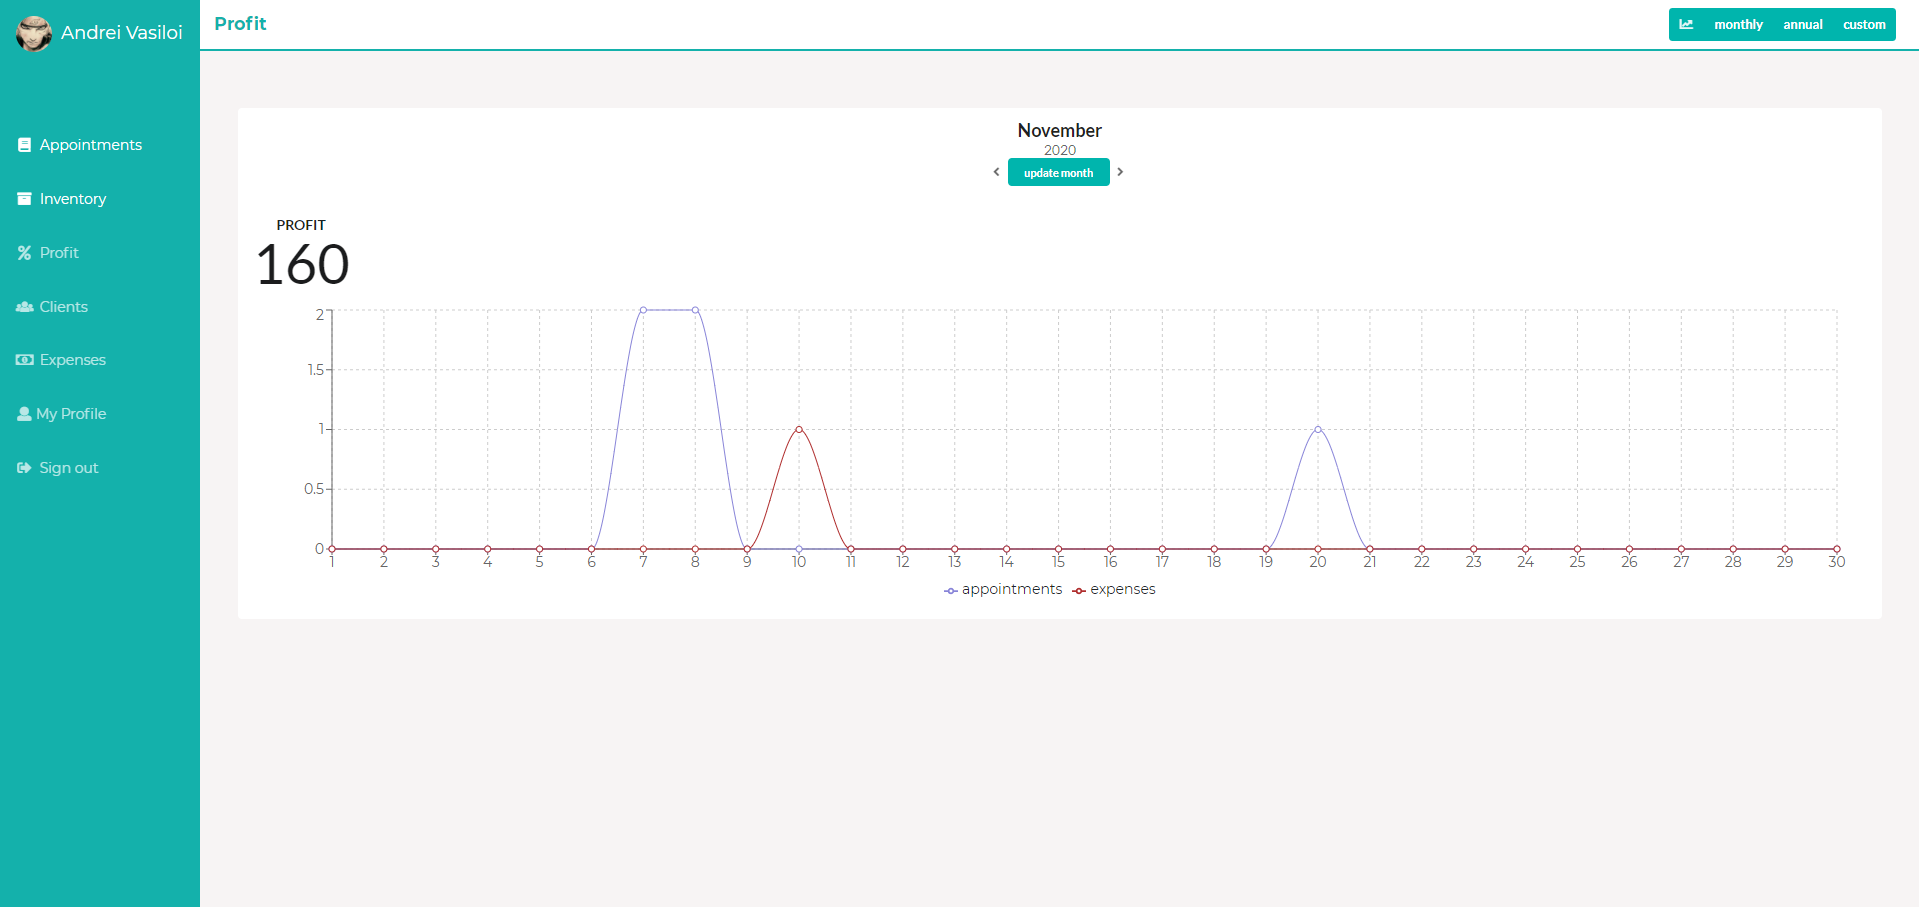 Andrei Vasiloi
Appointments
Inventory
Profit
Clients
Expenses
My Profile
Sign out
Profit
monthly annual custom
November
2020
update month
PROFIT
160
2
1.5
1
0.5
0
1 2 3 4 5 6 7 8 9 10 11 12 13 14 15 16 17 18 19 20 21 22 23 24 25 26 27 28 29 30
appointments expenses